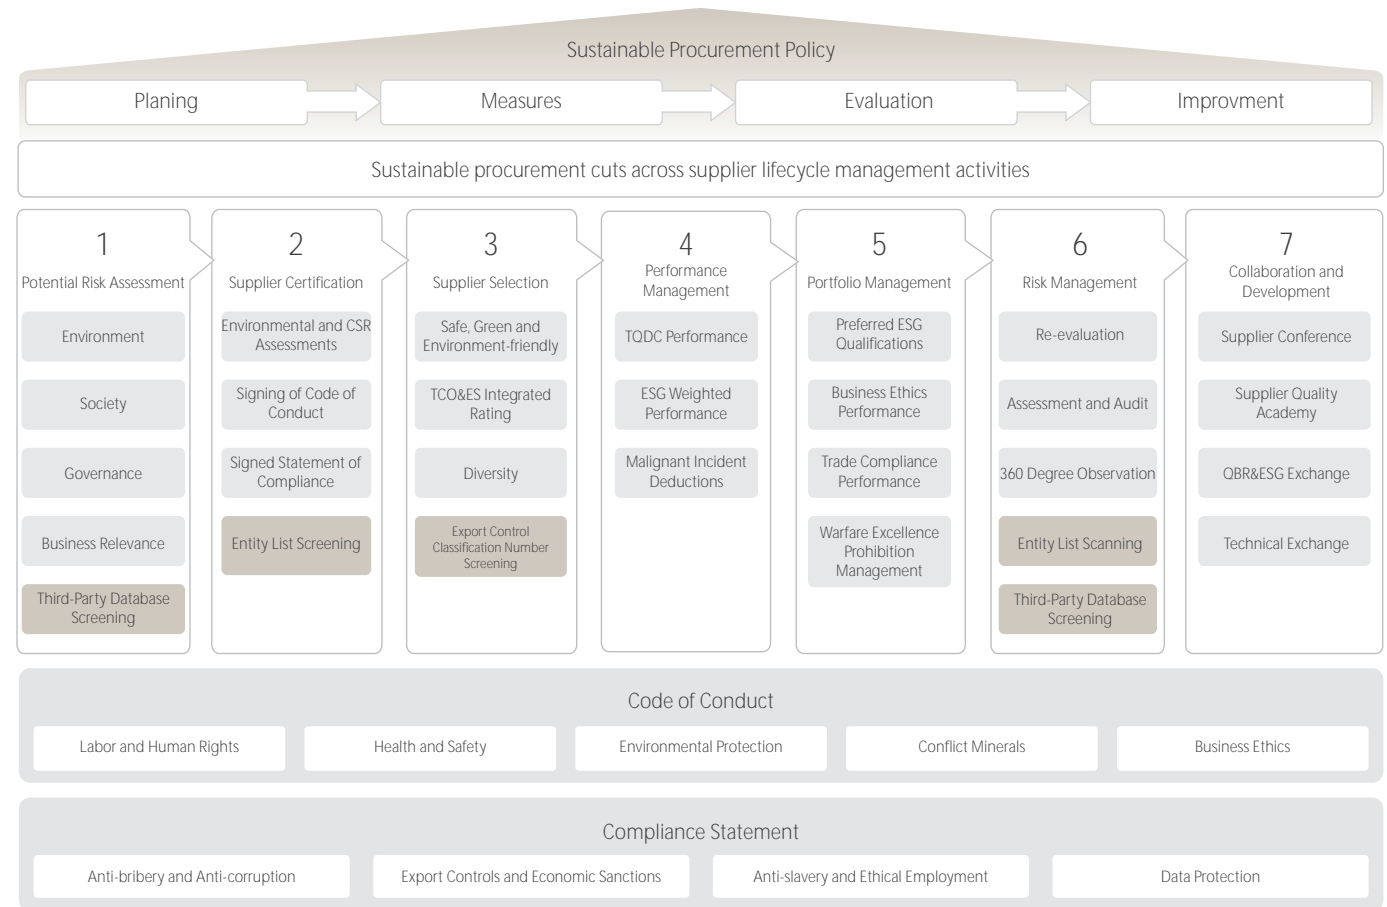 Sustainable Procurement Policy
Planing
Measures
Evaluation
Improvment
Sustainable procurement cuts across supplier lifecycle management activities
1
Potential Risk Assessment
Environment
Society
Governance
Business Relevance
Third-Party Database
Screening
2
Supplier Certification
Environmental and CSR
Assessments
Signing of Code of
Conduct
Signed Statement of
Compliance
Entity List Screening
3
Supplier Selection
Safe, Green and
Environment-friendly
TCO&ES Integrated
Rating
Diversity
Export Control
Classification Number
Screening
4
Performance
Management
TQDC Performance
ESG Weighted
Performance
Malignant Incident
Deductions
5
Portfolio Management
Preferred ESG
Qualifications
Business Ethics
Performance
Trade Compliance
Performance
Warfare Excellence
Prohibition
Management
6
Risk Management
Re-evaluation
Assessment and Audit
360 Degree Observation
Entity List Scanning
Third-Party Database
Screening
7
Collaboration and
Development
Supplier Conference
Supplier Quality
Academy
QBR&ESG Exchange
Technical Exchange
Code of Conduct
Labor and Human Rights
Health and Safety
Environmental Protection
Conflict Minerals
Business Ethics
Compliance Statement
Anti-bribery and Anti-corruption
Export Controls and Economic Sanctions
Anti-slavery and Ethical Employment
Data Protection